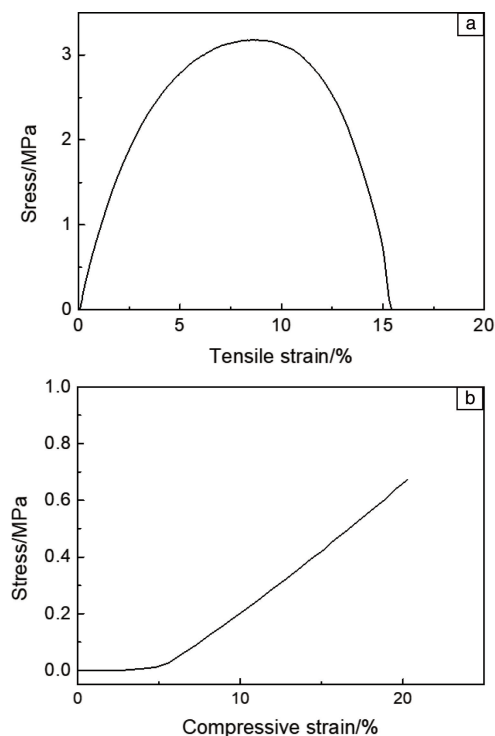 a
3
2
1
0
Sress/MPa
0 5 10 15 20
Tensile strain/%
b
1.0
0.8
0.6
0.4
0.2
0.0
Stress/MPa
0 10 20
Compressive strain/%